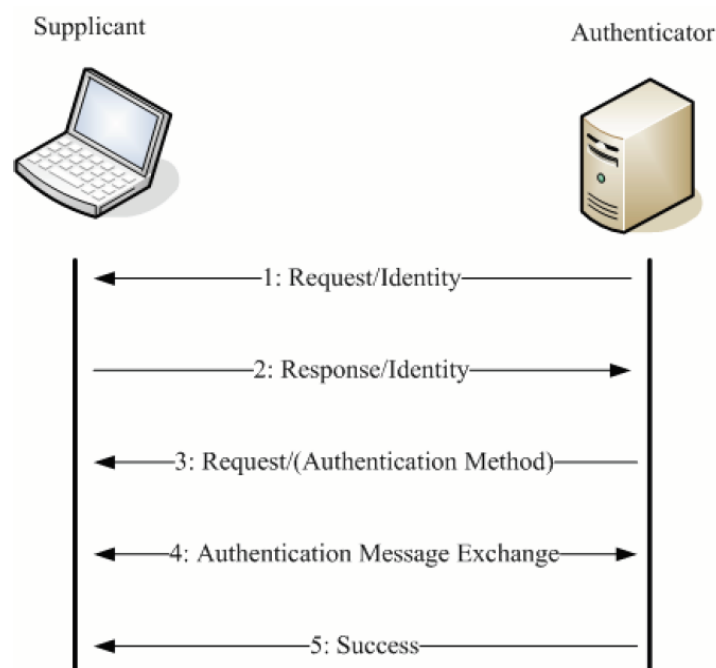 Supplicant
Authenticator
1: Request/Identity
2: Response/Identity
3: Request/(Authentication Method)
4: Authentication Message Exchange
5: Success